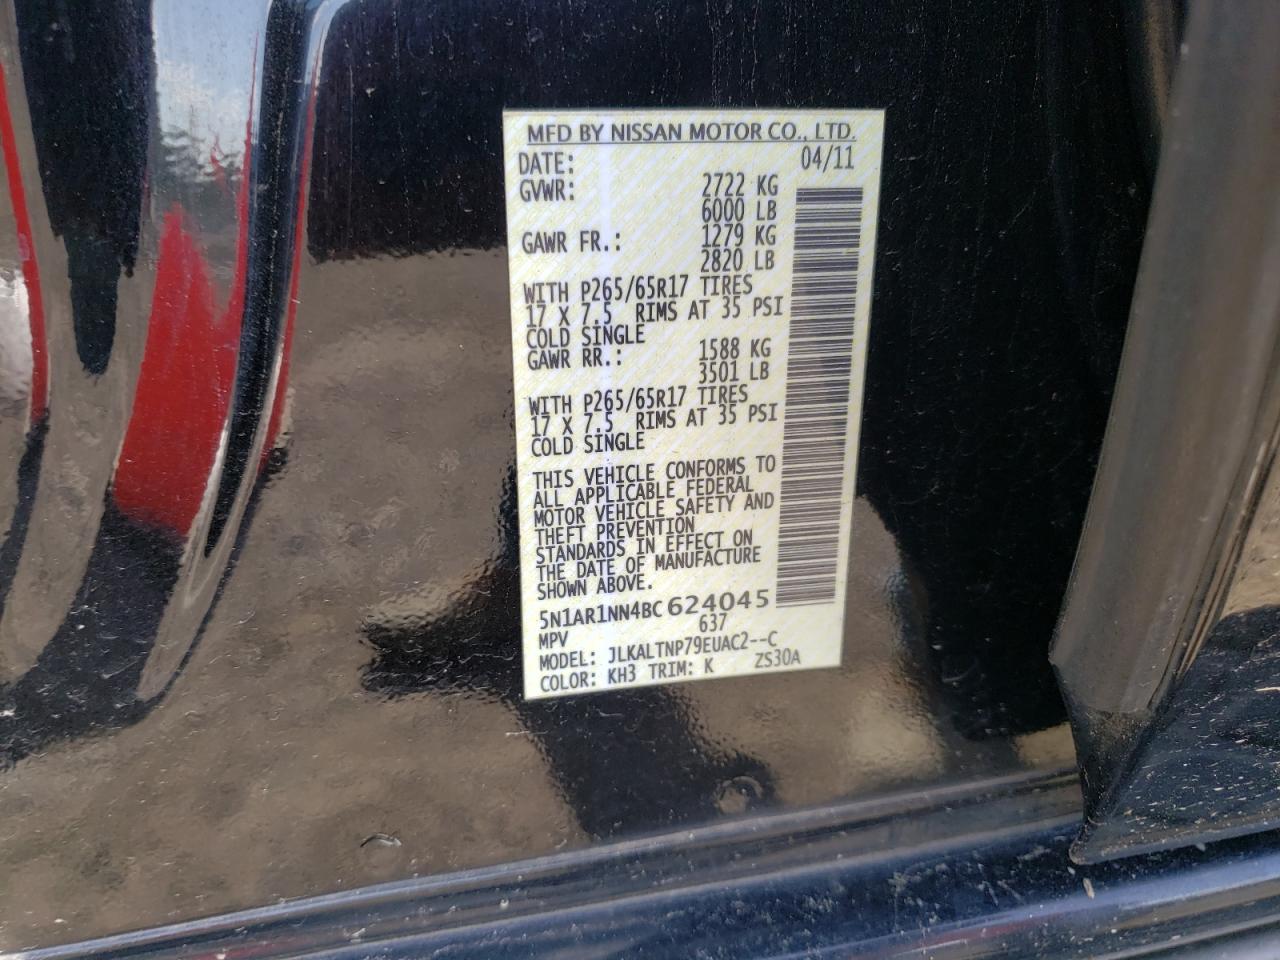 MFD BY NISSAN MOTOR CO., LTD.
DATE: 04/11
GVWR: 2722 KG
6000 LB
GAWR FR.: 1279 KG
2820 LB
WITH P265/65R17 TIRES
17 X 7.5 RIMS AT 35 PSI
COLD SINGLE
GAWR RR.: 1588 KG
3501 LB
WITH P265/65R17 TIRES
17 X 7.5 RIMS AT 35 PSI
COLD SINGLE
THIS VEHICLE CONFORMS TO
ALL APPLICABLE FEDERAL
MOTOR VEHICLE SAFETY AND
THEFT PREVENTION
STANDARDS IN EFFECT ON
THE DATE OF MANUFACTURE
SHOWN ABOVE.
5N1AR1NN4BC624045
MPV 637
MODEL: JLKALTNP79EUAC2--C
COLOR: KH3 TRIM: K ZS30A